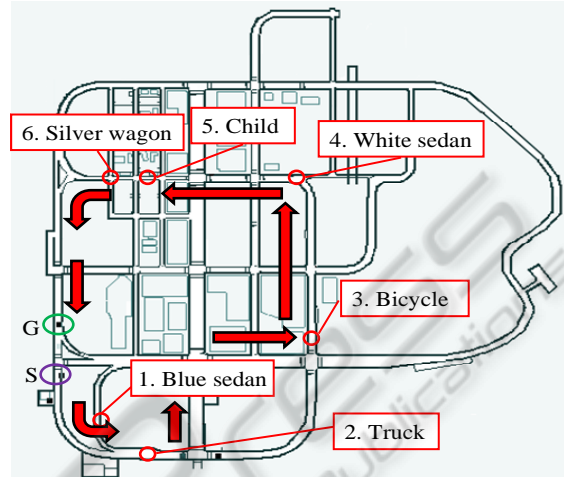 6. Silver wagon
5. Child
4. White sedan
3. Bicycle
G
S
1. Blue sedan
2. Truck